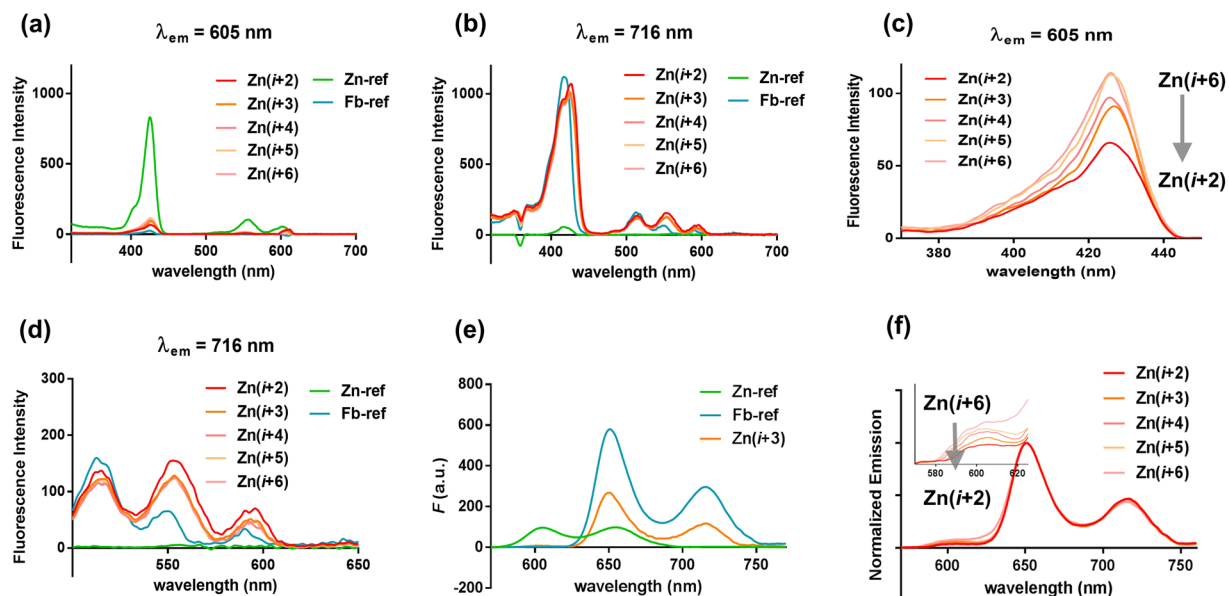 (a)
λem = 605 nm
Fluorescence Intensity
1000
500
0
400
500
600
700
wavelength (nm)
Zn(i+2)
Zn(i+3)
Zn(i+4)
Zn(i+5)
Zn(i+6)
Zn-ref
Fb-ref
(b)
λem = 716 nm
Fluorescence Intensity
1000
500
0
400
500
600
700
wavelength (nm)
Zn(i+2)
Zn(i+3)
Zn(i+4)
Zn(i+5)
Zn(i+6)
Zn-ref
Fb-ref
(c)
λem = 605 nm
Fluorescence Intensity
100
50
0
380
400
420
440
wavelength (nm)
Zn(i+2)
Zn(i+3)
Zn(i+4)
Zn(i+5)
Zn(i+6)
Zn(i+6)
Zn(i+2)
(d)
λem = 716 nm
Fluorescence Intensity
300
200
100
0
550
600
650
wavelength (nm)
Zn(i+2)
Zn(i+3)
Zn(i+4)
Zn(i+5)
Zn(i+6)
Zn-ref
Fb-ref
(e)
F (a.u.)
800
600
400
200
0
-200
600
650
700
750
wavelength (nm)
Zn-ref
Fb-ref
Zn(i+3)
(f)
Normalized Emission
600
650
700
750
wavelength (nm)
Zn(i+6)
Zn(i+2)
580
600
620
Zn(i+2)
Zn(i+3)
Zn(i+4)
Zn(i+5)
Zn(i+6)